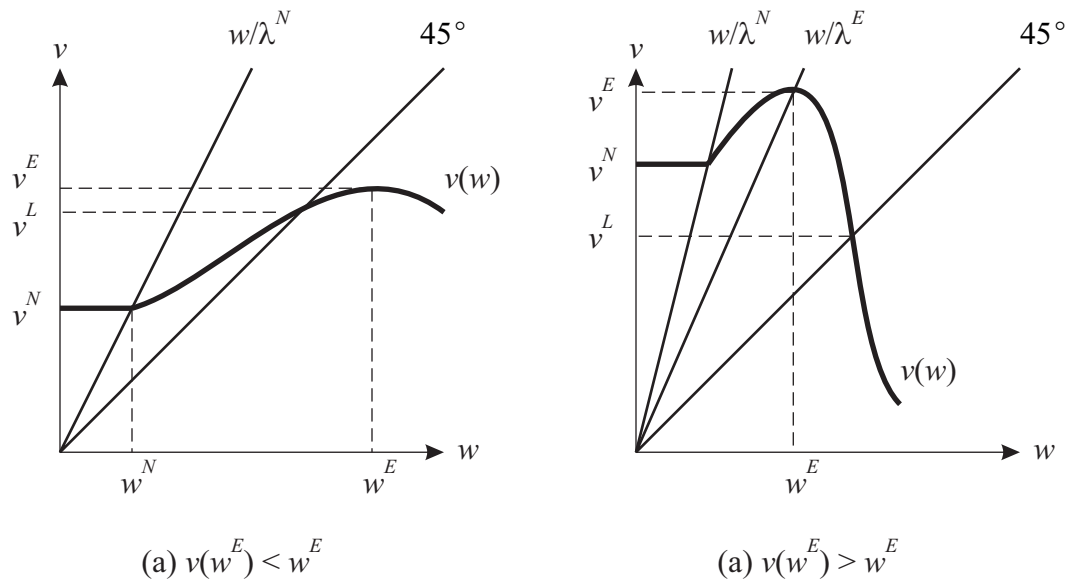 v
w/λ^N
45°
v^E
v^L
v^N
v(w)
w^N
w^E
w
(a) v(w^E) < w^E
v
w/λ^N
w/λ^E
45°
v^E
v^N
v^L
v(w)
w^E
w
(a) v(w^E) > w^E